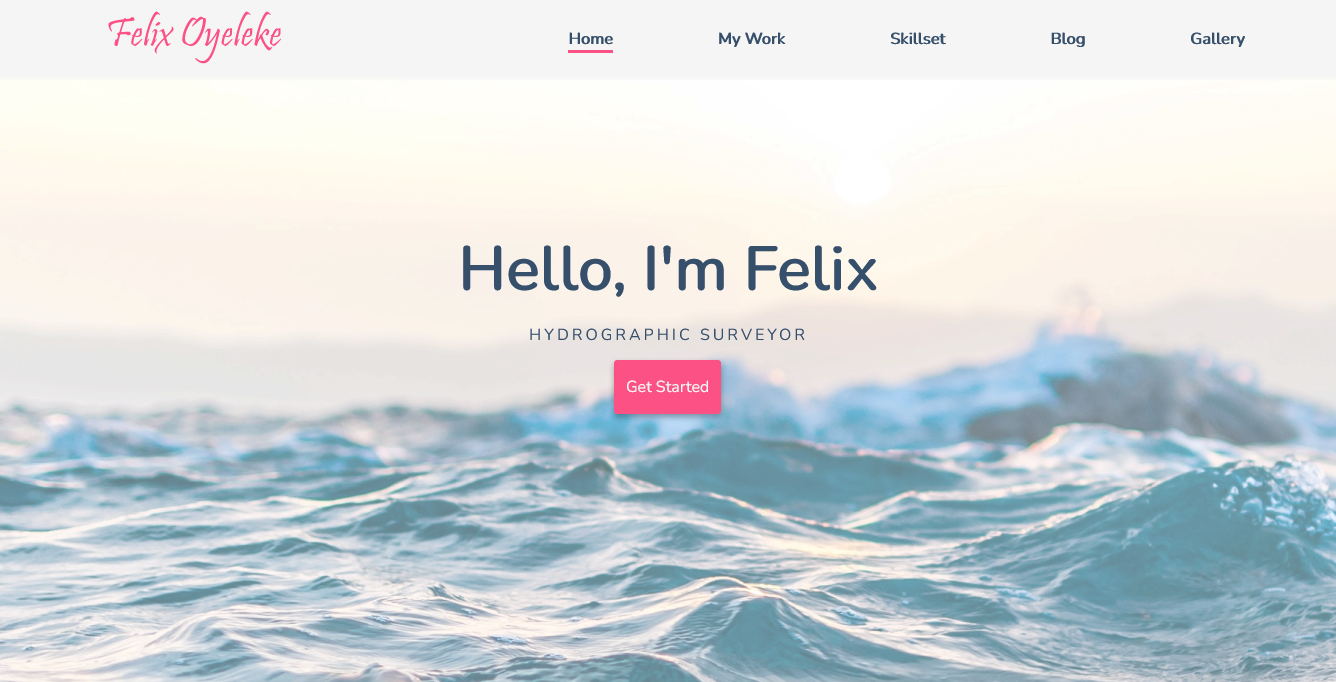 Felix Oyeleke
Home My Work Skillset Blog Gallery
Hello, I'm Felix
HYDROGRAPHIC SURVEYOR
Get Started